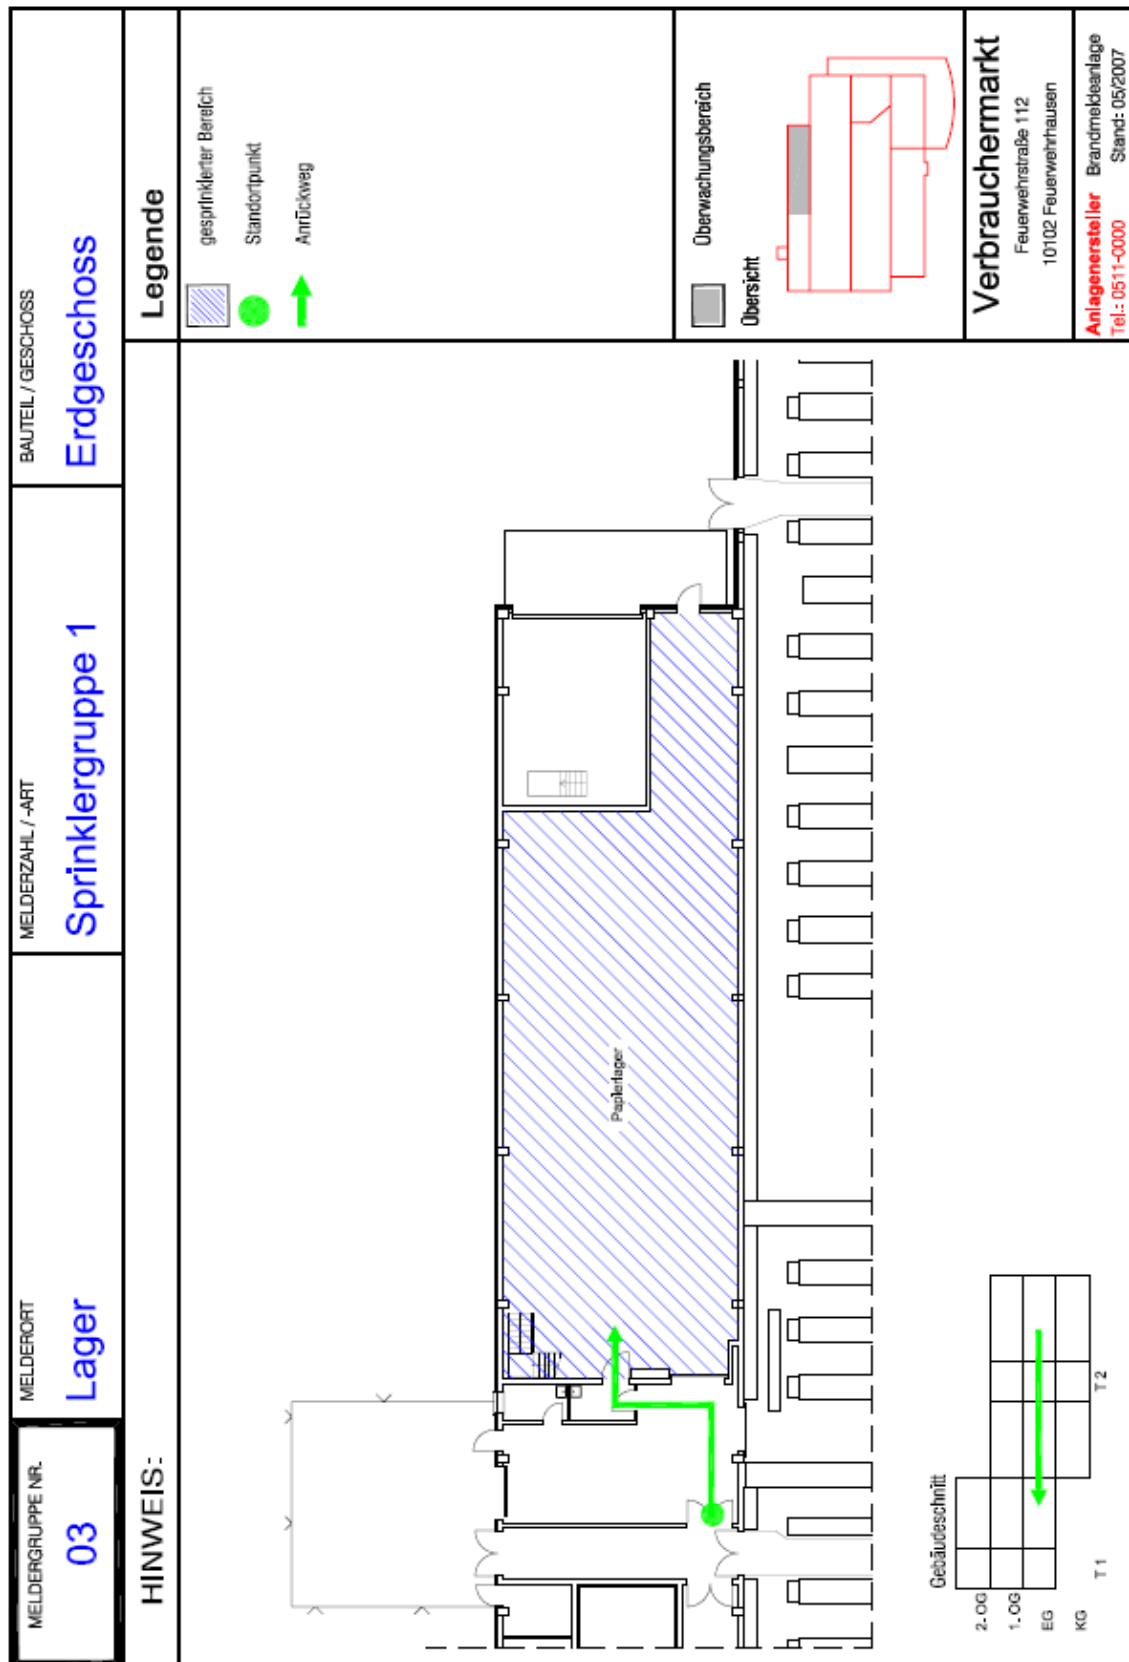 MELDERGRUPPE NR.
03
MELDERORT
Lager
MELDERZAHL / -ART
Sprinklergruppe 1
BAUTEIL / GESCHOSS
Erdgeschoss
HINWEIS:
Legende
gesprinklerter Bereich
Standortpunkt
Anrückweg
Papierlager
Überwachungsbereich
Übersicht
Gebäudeschnitt
2.OG
1.OG
EG
KG
T1
T2
Verbrauchermarkt
Feuerwehrstraße 112
10102 Feuerwehrhausen
Anlagenersteller Brandmeldeanlage
Tel.: 0511-0000 Stand: 05/2007